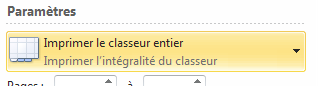 Paramètres
Imprimer le classeur entier
Imprimer l'intégralité du classeur
Pages : à